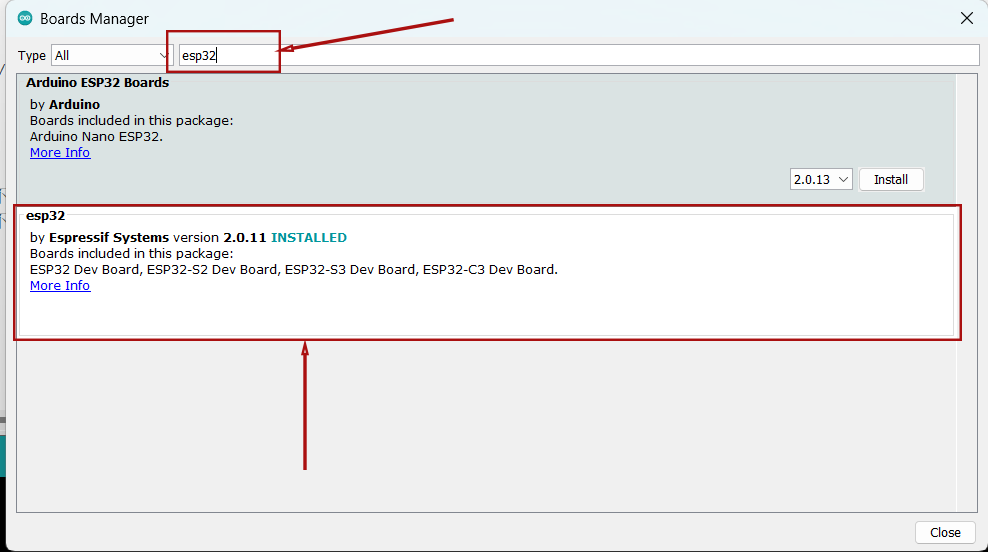 Boards Manager
Type All esp32
Arduino ESP32 Boards
by Arduino
Boards included in this package:
Arduino Nano ESP32.
More Info
2.0.13 Install
esp32
by Espressif Systems version 2.0.11 INSTALLED
Boards included in this package:
ESP32 Dev Board, ESP32-S2 Dev Board, ESP32-S3 Dev Board, ESP32-C3 Dev Board.
More Info
Close